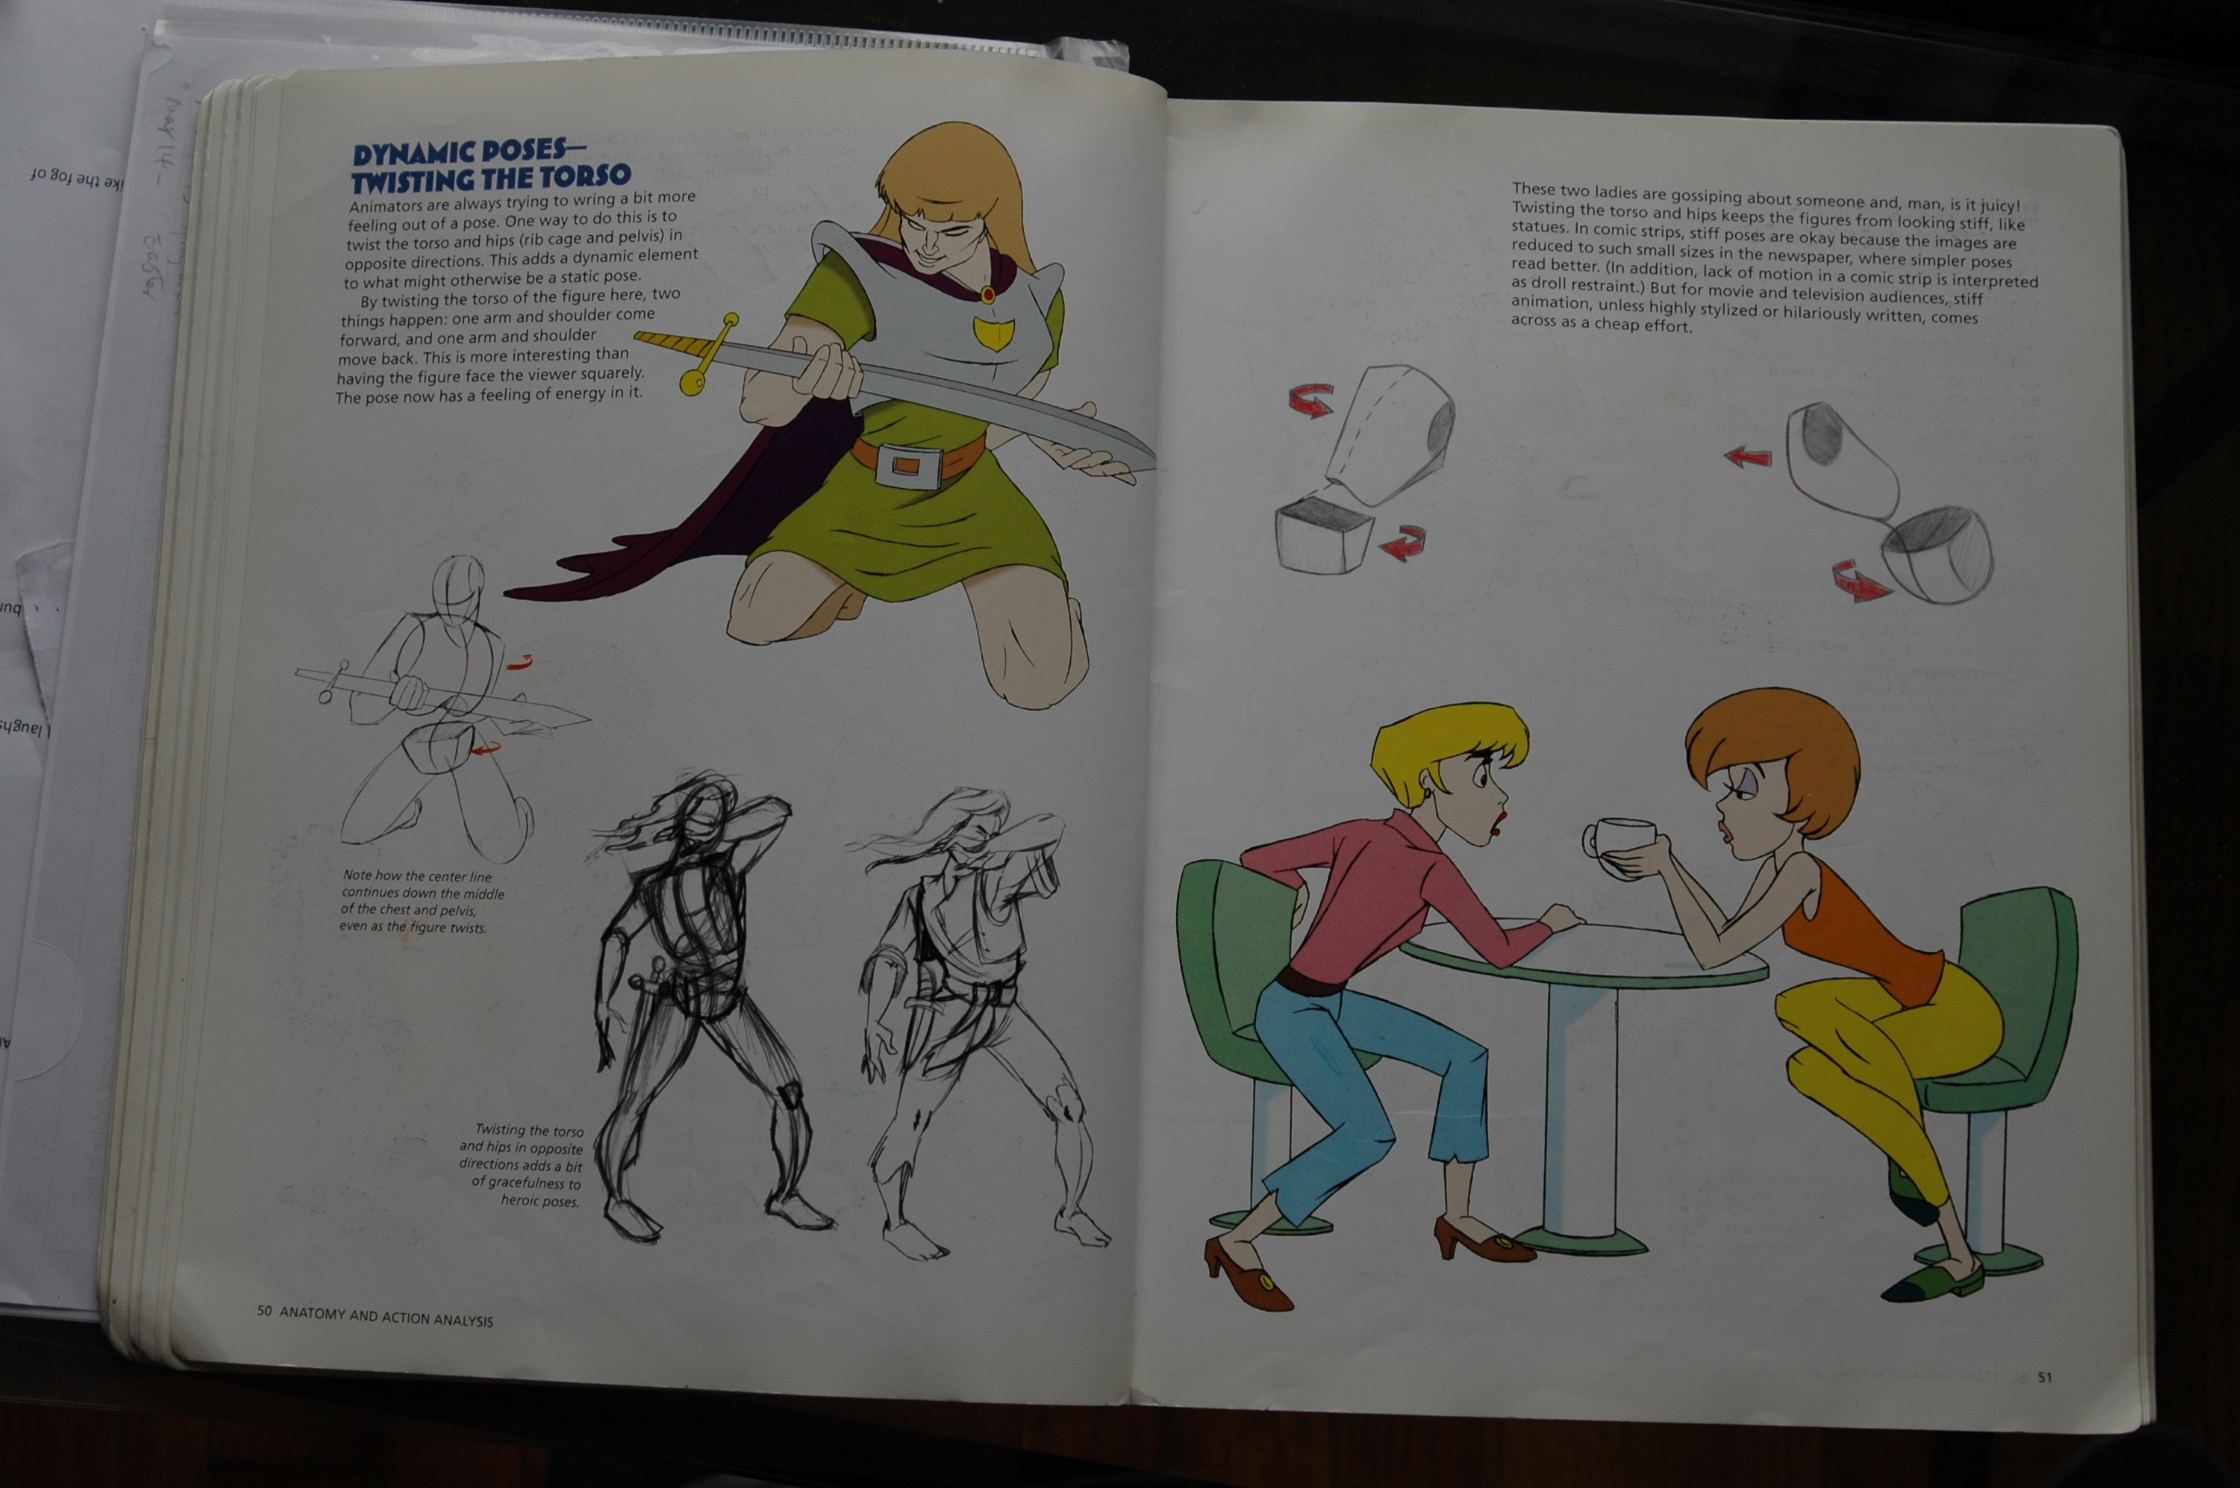 DYNAMIC POSES—
TWISTING THE TORSO
Animators are always trying to wring a bit more
feeling out of a pose. One way to do this is to
twist the torso and hips (rib cage and pelvis) in
opposite directions. This adds a dynamic element
to what might otherwise be a static pose.
By twisting the torso of the figure here, two
things happen: one arm and shoulder come
forward, and one arm and shoulder
move back. This is more interesting than
having the figure face the viewer squarely.
The pose now has a feeling of energy in it.
Note how the center line
continues down the middle
of the chest and pelvis,
even as the figure twists.
Twisting the torso
and hips in opposite
directions adds a bit
of gracefulness to
heroic poses.
50 ANATOMY AND ACTION ANALYSIS
These two ladies are gossiping about someone and, man, is it juicy!
Twisting the torso and hips keeps the figures from looking stiff, like
statues. In comic strips, stiff poses are okay because the images are
reduced to such small sizes in the newspaper, where simpler poses
read better. (In addition, lack of motion in a comic strip is interpreted
as droll restraint.) But for movie and television audiences, stiff
animation, unless highly stylized or hilariously written, comes
across as a cheap effort.
51
like the fog of
laughs
May 14 -
Easter